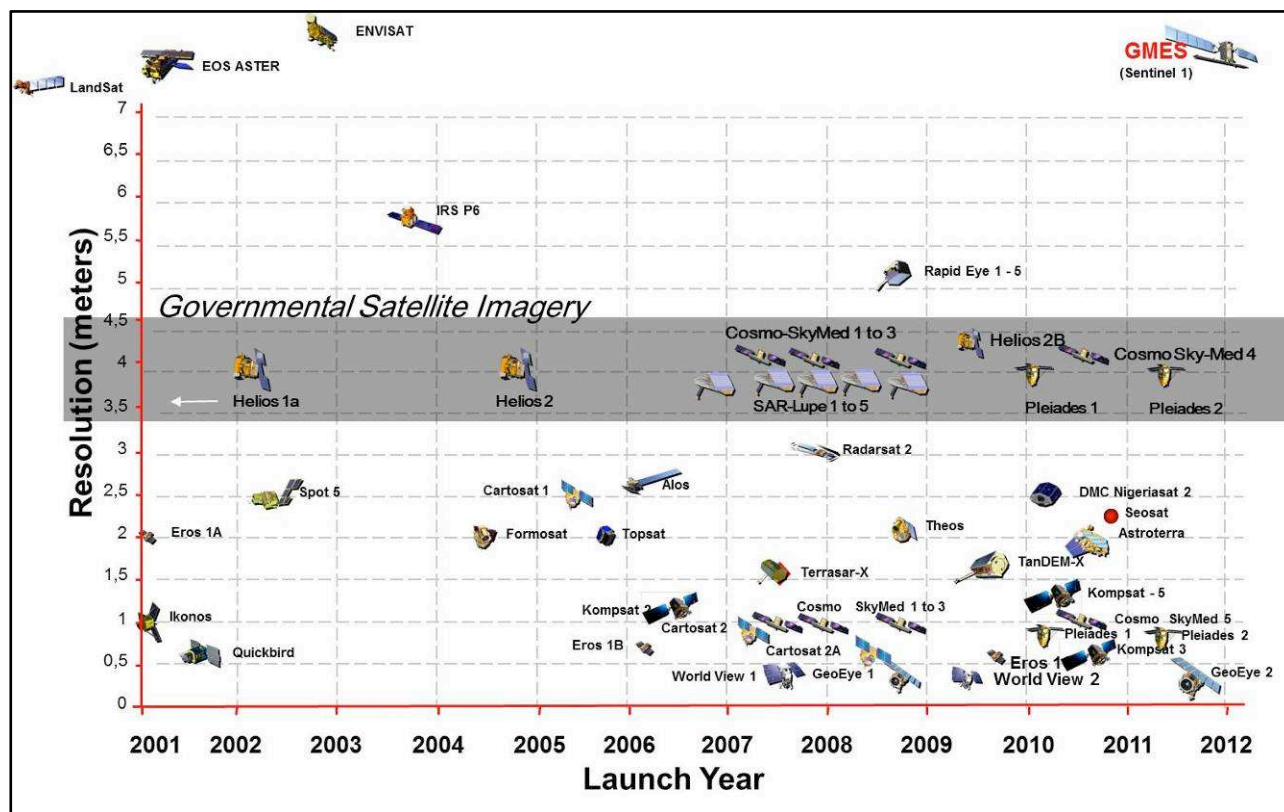 ENVISAT
EOS ASTER
LandSat
GMES
(Sentinel 1)
Resolution (meters)
7
6,5
6
5,5
5
4,5
4
3,5
3
2,5
2
1,5
1
0,5
0
IRS P6
Rapid Eye 1 - 5
Governmental Satellite Imagery
Cosmo-SkyMed 1 to 3
Helios 2B
Cosmo Sky-Med 4
Helios 1a
Helios 2
SAR-Lupe 1 to 5
Pleiades 1
Pleiades 2
Radarsat 2
Spot 5
Cartosat 1
Alos
DMC Nigeriasat 2
Seosat
Eros 1A
Formosat
Topsat
Theos
Astroterra
Terrasar-X
TanDEM-X
Kompsat - 5
Ikonos
Kompsat 2
Cartosat 2
Cosmo
SkyMed 1 to 3
Cosmo SkyMed 5
Pleiades 1
Pleiades 2
Quickbird
Eros 1B
Cartosat 2A
Eros 1
Kompsat 3
World View 1
GeoEye 1
World View 2
GeoEye 2
2001 2002 2003 2004 2005 2006 2007 2008 2009 2010 2011 2012
Launch Year